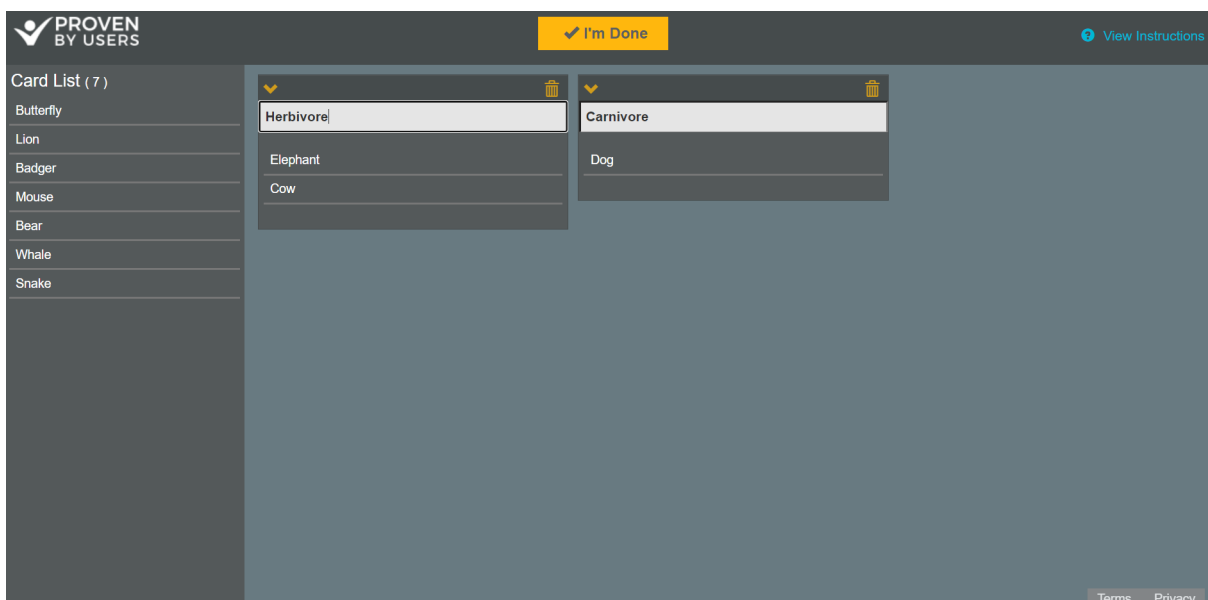 PROVEN
BY USERS
I'm Done
View Instructions
Card List ( 7 )
Butterfly
Lion
Badger
Mouse
Bear
Whale
Snake
Herbivore
Elephant
Cow
Carnivore
Dog
Terms Privacy